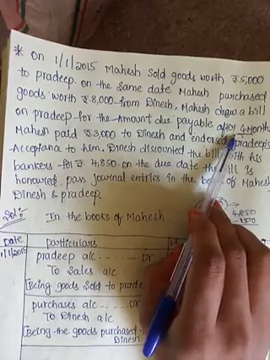 * On 1/1/2015 Mahesh Sold goods worth ₹5,000
to pradeep. on the same date Mahesh purchased
goods worth ₹8,000 from Dinesh, Mahesh drew a bill
on pradeep for the Amount due payable after 4 Month
Mahesh paid ₹3,000 to Dinesh and endorsed pradeep's
Acceptance to him, Dinesh discounted the bill with his
bankers for ₹4,850 on the due date the bill is
honoured. pass journal entries in the book of Mahesh
Dinesh & pradeep.
Sol:- In the books of Mahesh
4,850
Date particulars
1/1/2015 pradeep a/c ..... Dr
To Sales a/c
(Being goods sold to prade
purchases a/c .... Dr
To Dinesh a/c
(Being the goods purchased
Dinesh